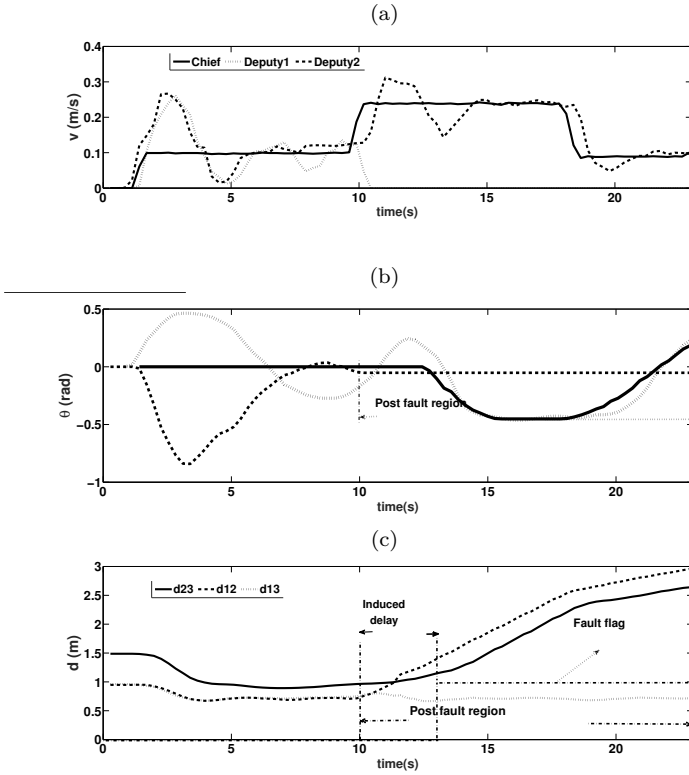 (a)
0.4
0.3
0.2
0.1
0
v (m/s)
Chief Deputy1 Deputy2
0 5 10 15 20
time(s)
(b)
0.5
0
−0.5
−1
θ (rad)
Post fault region
0 5 10 15 20
time(s)
(c)
3
2.5
2
1.5
1
0.5
0
d (m)
d23 d12 d13
Induced
delay
Fault flag
Post fault region
0 5 10 15 20
time(s)